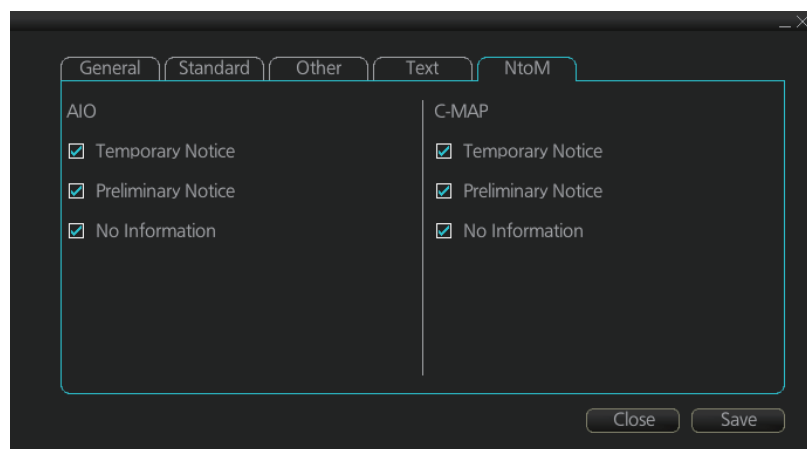 General Standard Other Text NtoM
AIO
Temporary Notice
Preliminary Notice
No Information
C-MAP
Temporary Notice
Preliminary Notice
No Information
Close Save